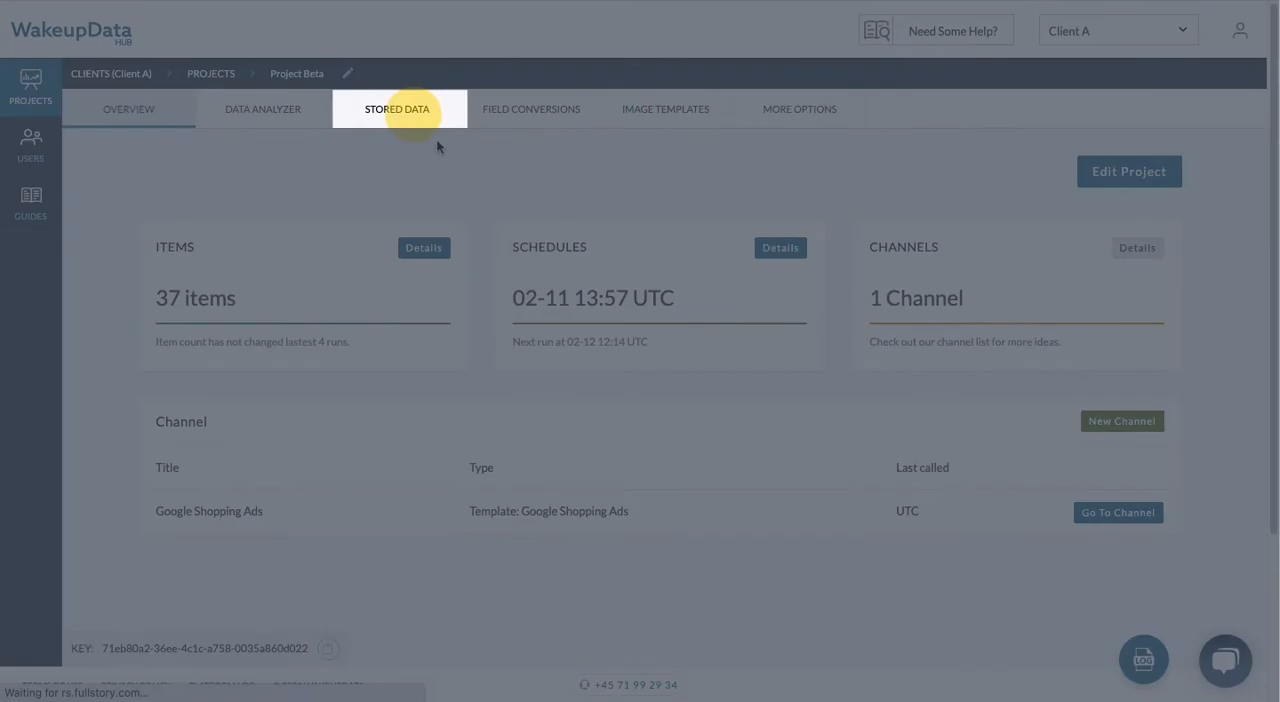 WakeupData
HUB
Need Some Help?
Client A
CLIENTS (Client A)
PROJECTS
Project Beta
PROJECTS
USERS
GUIDES
OVERVIEW
DATA ANALYZER
STORED DATA
FIELD CONVERSIONS
IMAGE TEMPLATES
MORE OPTIONS
Edit Project
ITEMS
Details
37 items
Item count has not changed lastest 4 runs.
SCHEDULES
Details
02-11 13:57 UTC
Next run at 02-12 12:14 UTC
CHANNELS
Details
1 Channel
Check out our channel list for more ideas.
Channel
New Channel
Title
Type
Last called
Google Shopping Ads
Template: Google Shopping Ads
UTC
Go To Channel
KEY:
71eb80a2-36ee-4c1c-a758-0035a860d022
LOG
+45 71 99 29 34
Waiting for rs.fullstory.com...